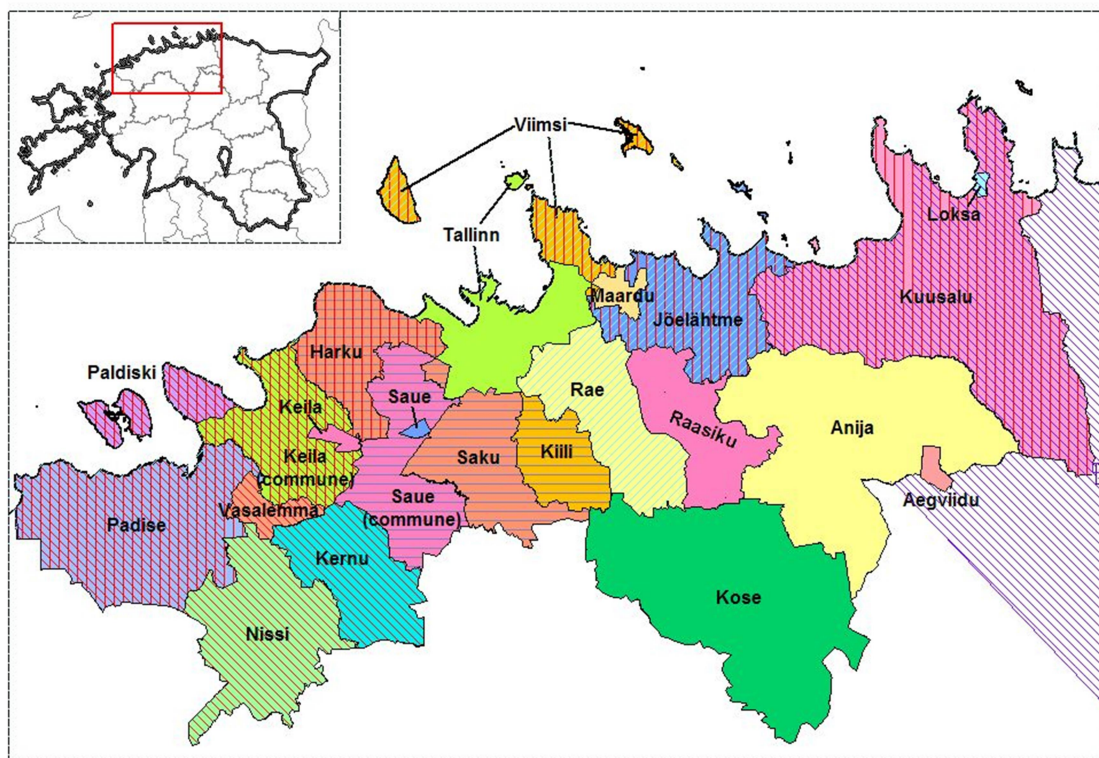 Viimsi
Tallinn
Loksa
Maardu
Kuusalu
Jõelähtme
Harku
Paldiski
Saue
Rae
Keila
Raasiku
Anija
Keila
(commune)
Saku
Kiili
Saue
(commune)
Aegviidu
Vasalemma
Padise
Kernu
Kose
Nissi